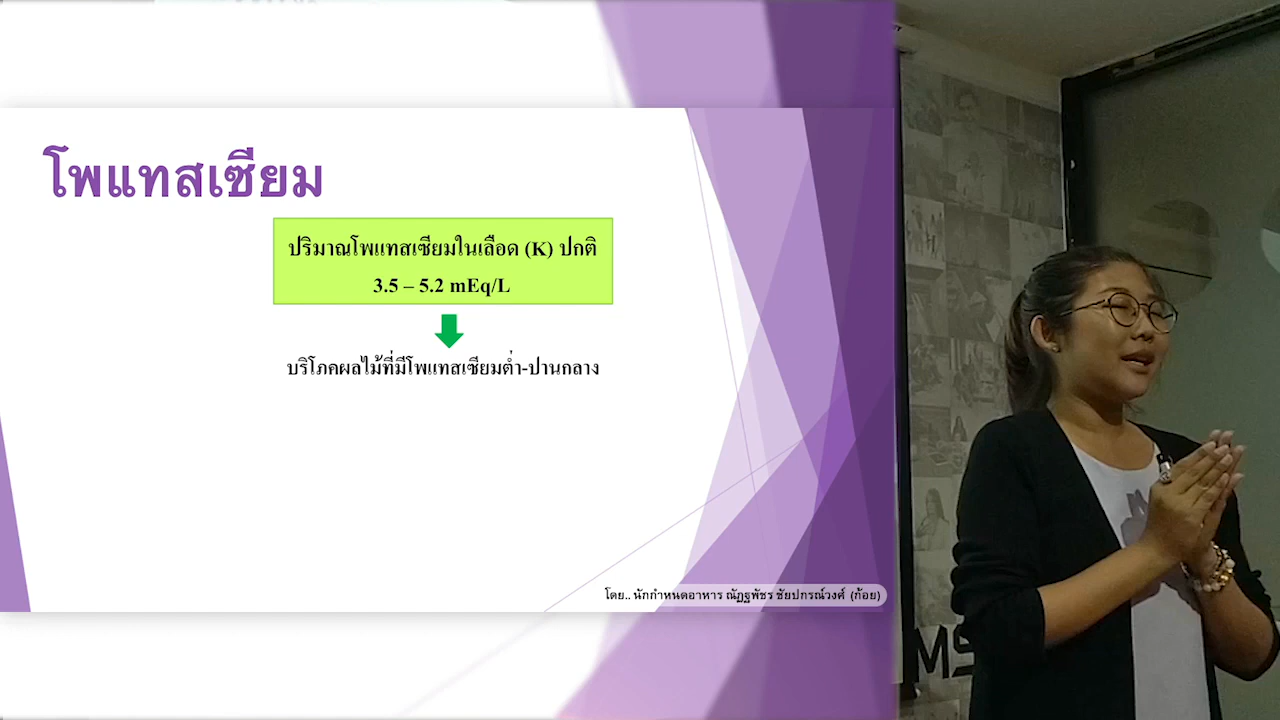 โพแทสเซียม
ปริมาณโพแทสเซียมในเลือด (K) ปกติ
3.5 – 5.2 mEq/L
บริโภคผลไม้ที่มีโพแทสเซียมต่ำ-ปานกลาง
โดย.. นักกำหนดอาหาร ณัฏฐพัชร ชัยปกรณ์วงศ์ (ก้อย)